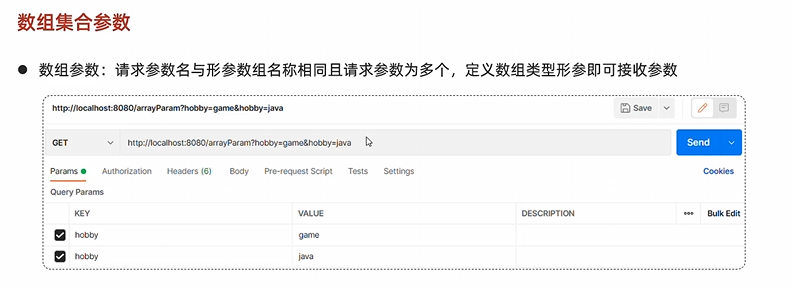 数组集合参数
● 数组参数：请求参数名与形参数组名称相同且请求参数为多个，定义数组类型形参即可接收参数
http://localhost:8080/arrayParam?hobby=game&hobby=java Save
GET http://localhost:8080/arrayParam?hobby=game&hobby=java Send
Params Authorization Headers (6) Body Pre-request Script Tests Settings Cookies
Query Params
KEY VALUE DESCRIPTION ooo Bulk Edit
hobby game
hobby java